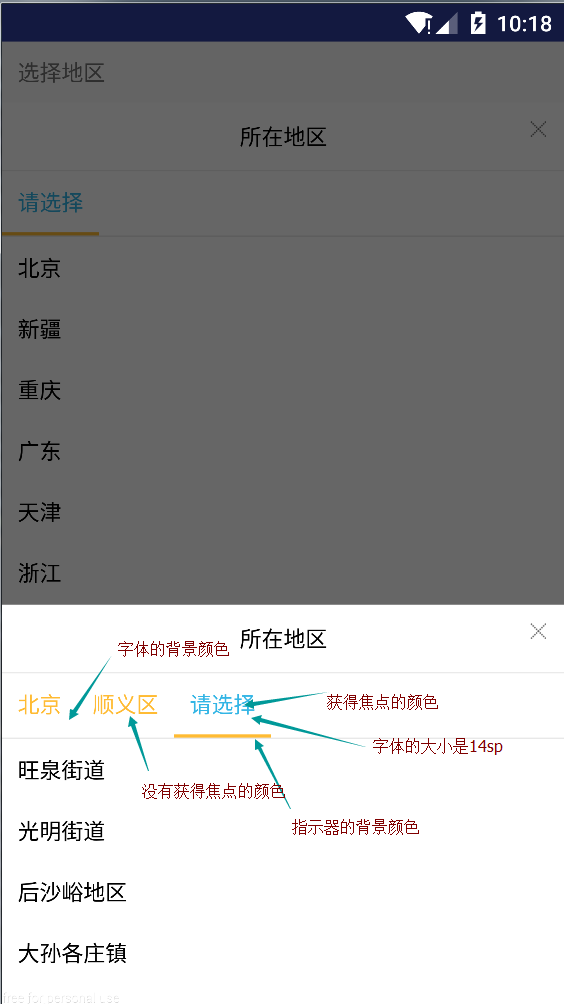 10:18
选择地区
所在地区
请选择
北京
新疆
重庆
广东
天津
浙江
所在地区
字体的背景颜色
北京 顺义区 请选择
获得焦点的颜色
字体的大小是14sp
旺泉街道
没有获得焦点的颜色
指示器的背景颜色
光明街道
后沙峪地区
大孙各庄镇
free for personal use